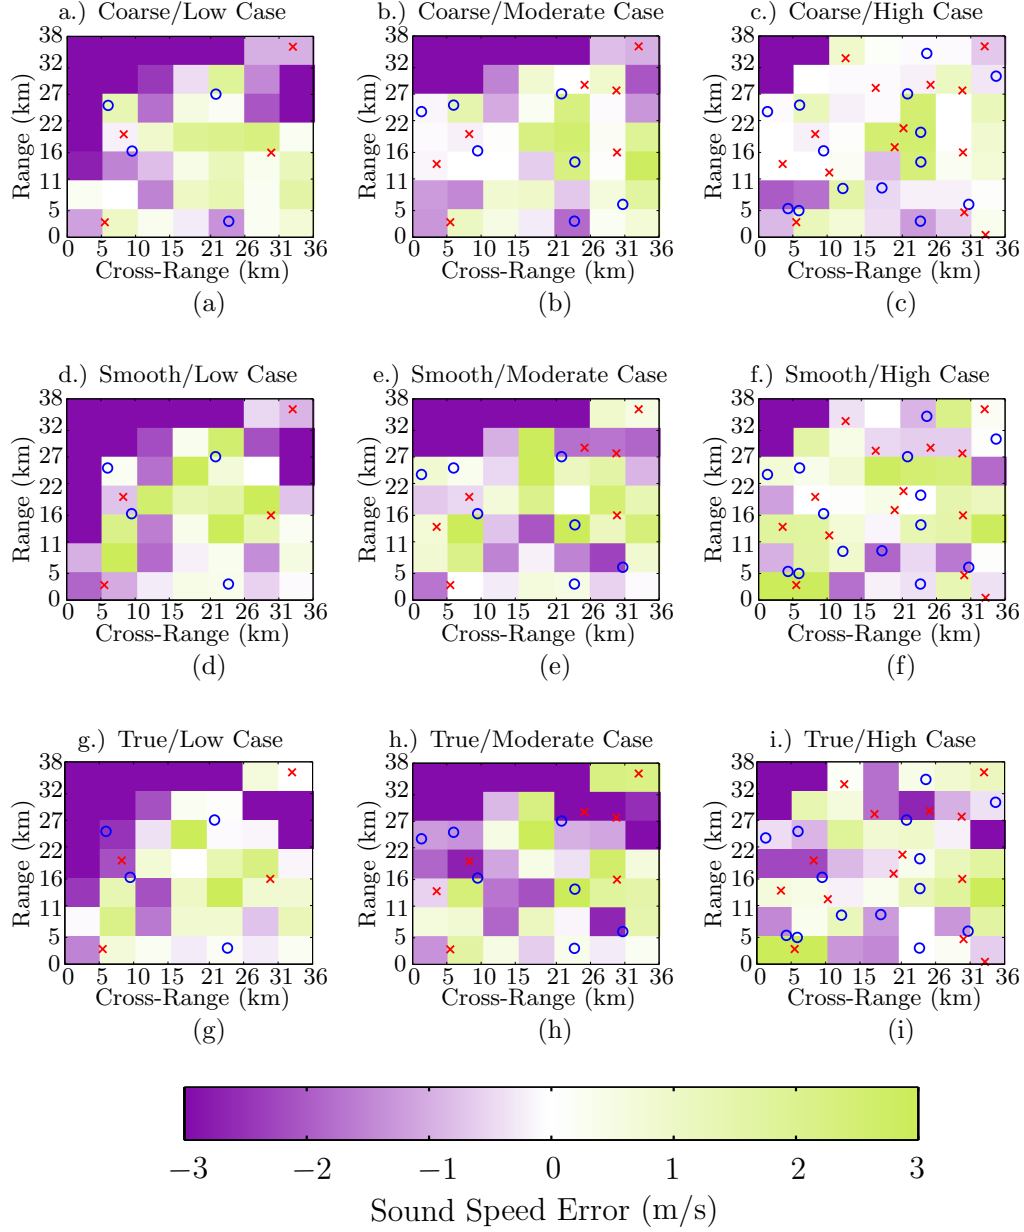 a.) Coarse/Low Case
b.) Coarse/Moderate Case
c.) Coarse/High Case
38
32
27
22
16
11
5
0
Range (km)
0 5 10 15 21 26 31 36
Cross-Range (km)
(a)
38
32
27
22
16
11
5
0
Range (km)
0 5 10 15 21 26 31 36
Cross-Range (km)
(b)
38
32
27
22
16
11
5
0
Range (km)
0 5 10 15 21 26 31 36
Cross-Range (km)
(c)
d.) Smooth/Low Case
e.) Smooth/Moderate Case
f.) Smooth/High Case
38
32
27
22
16
11
5
0
Range (km)
0 5 10 15 21 26 31 36
Cross-Range (km)
(d)
38
32
27
22
16
11
5
0
Range (km)
0 5 10 15 21 26 31 36
Cross-Range (km)
(e)
38
32
27
22
16
11
5
0
Range (km)
0 5 10 15 21 26 31 36
Cross-Range (km)
(f)
g.) True/Low Case
h.) True/Moderate Case
i.) True/High Case
38
32
27
22
16
11
5
0
Range (km)
0 5 10 15 21 26 31 36
Cross-Range (km)
(g)
38
32
27
22
16
11
5
0
Range (km)
0 5 10 15 21 26 31 36
Cross-Range (km)
(h)
38
32
27
22
16
11
5
0
Range (km)
0 5 10 15 21 26 31 36
Cross-Range (km)
(i)
−3 −2 −1 0 1 2 3
Sound Speed Error (m/s)